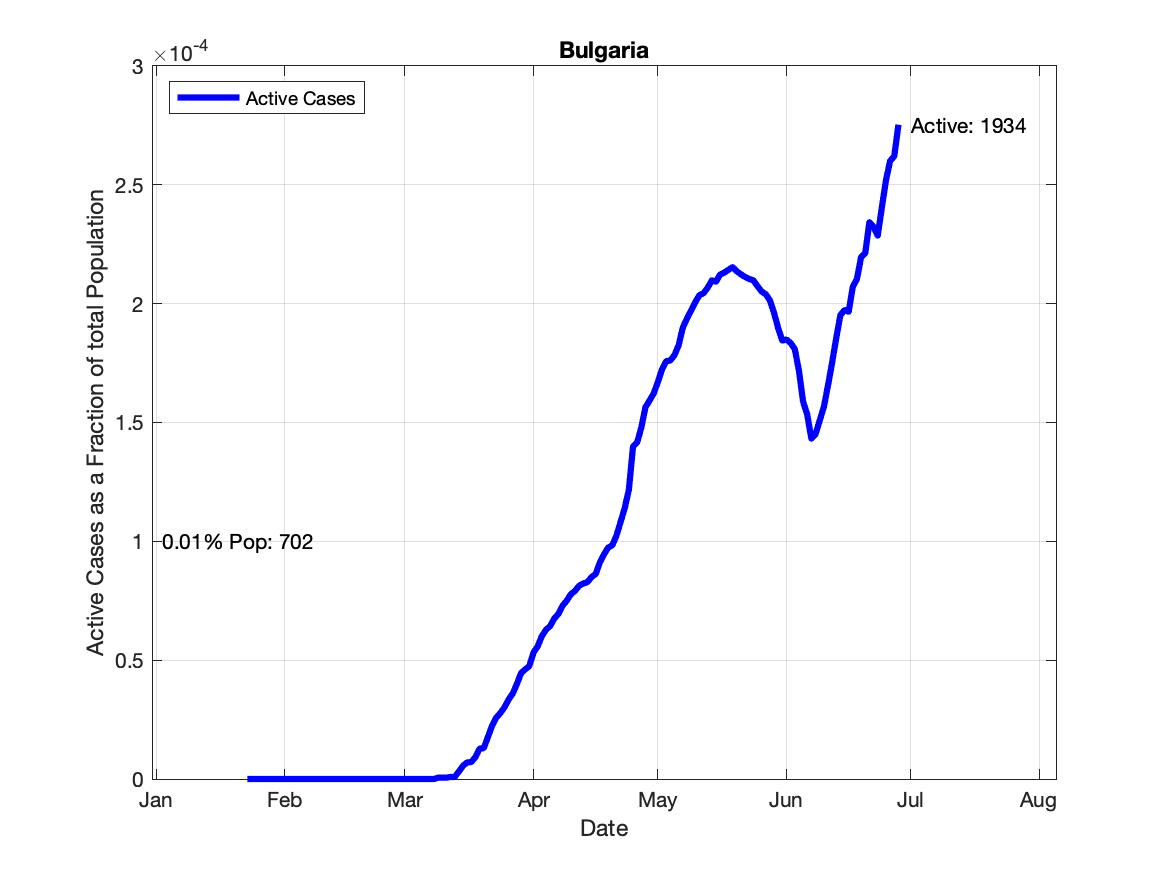 Bulgaria
×10-4
Active Cases
Active: 1934
0.01% Pop: 702
3
2.5
2
1.5
1
0.5
0
Active Cases as a Fraction of total Population
Jan Feb Mar Apr May Jun Jul Aug
Date